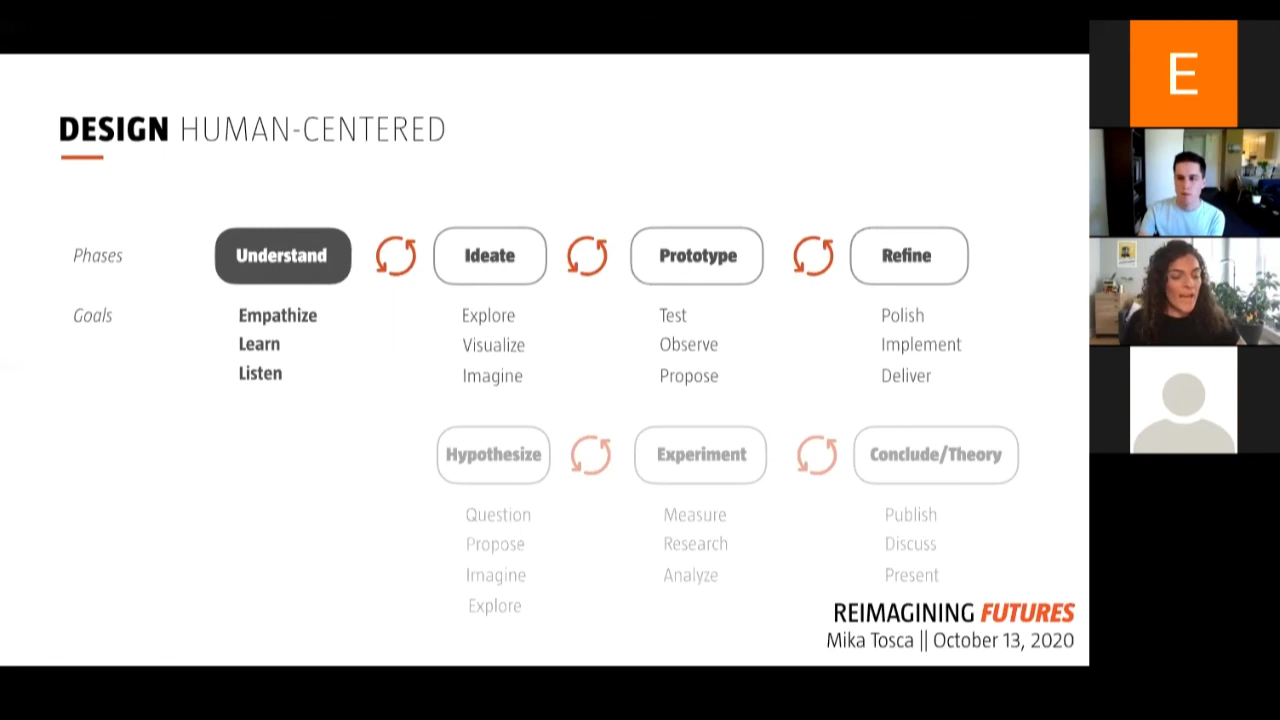 E
DESIGN HUMAN-CENTERED
Phases Understand Ideate Prototype Refine
Goals Empathize Explore Test Polish
Learn Visualize Observe Implement
Listen Imagine Propose Deliver
Hypothesize Experiment Conclude/Theory
Question Measure Publish
Propose Research Discuss
Imagine Analyze Present
Explore
REIMAGINING FUTURES
Mika Tosca || October 13, 2020